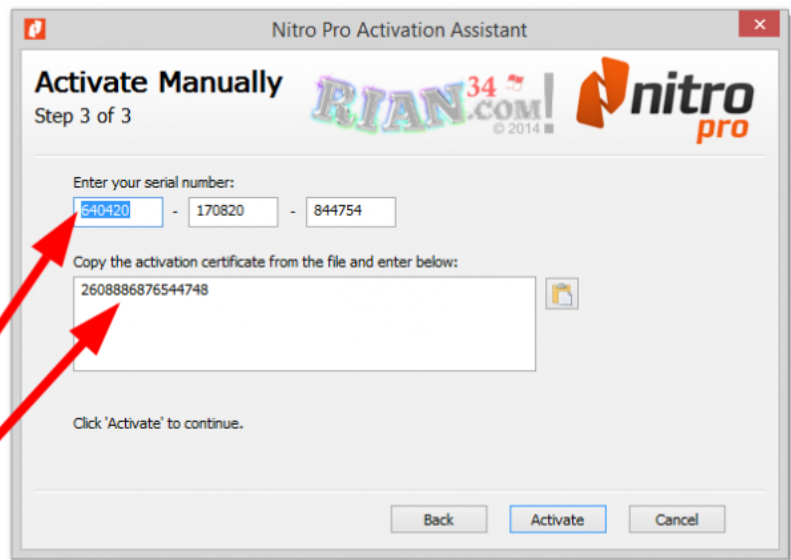 Nitro Pro Activation Assistant
Activate Manually
Step 3 of 3
RIAN 34 .COM!
© 2014
nitro
pro
Enter your serial number:
640420 - 170820 - 844754
Copy the activation certificate from the file and enter below:
2608886876544748
Click 'Activate' to continue.
Back Activate Cancel